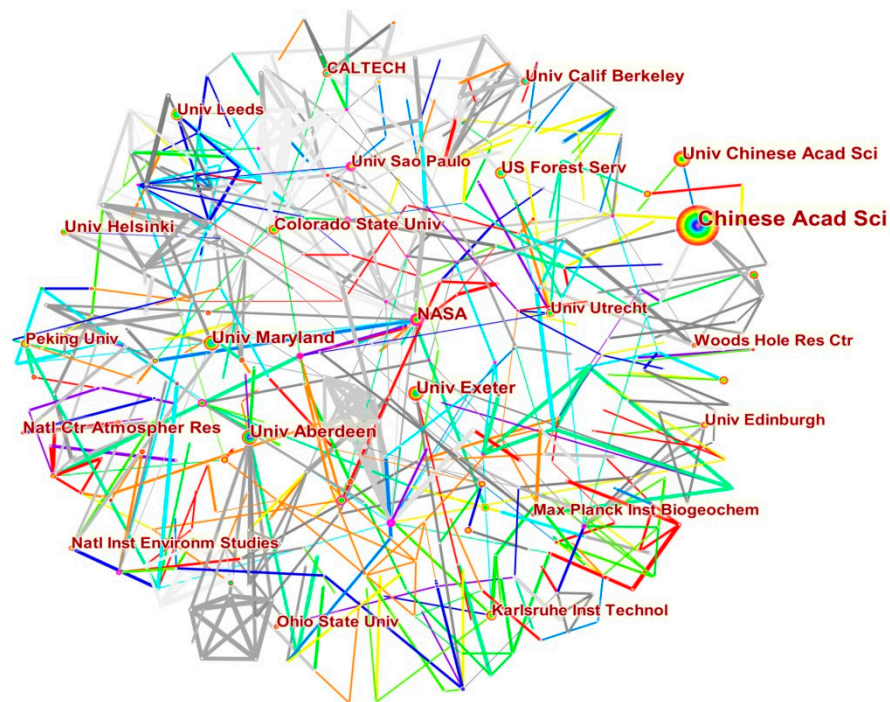 CALTECH
Univ Calif Berkeley
Univ Leeds
Univ Sao Paulo
US Forest Serv
Univ Chinese Acad Sci
Chinese Acad Sci
Univ Helsinki
Colorado State Univ
NASA
Univ Utrecht
Peking Univ
Univ Maryland
Woods Hole Res Ctr
Univ Exeter
Univ Edinburgh
Natl Ctr Atmospher Res
Univ Aberdeen
Max Planck Inst Biogeochem
Natl Inst Environm Studies
Karlsruhe Inst Technol
Ohio State Univ